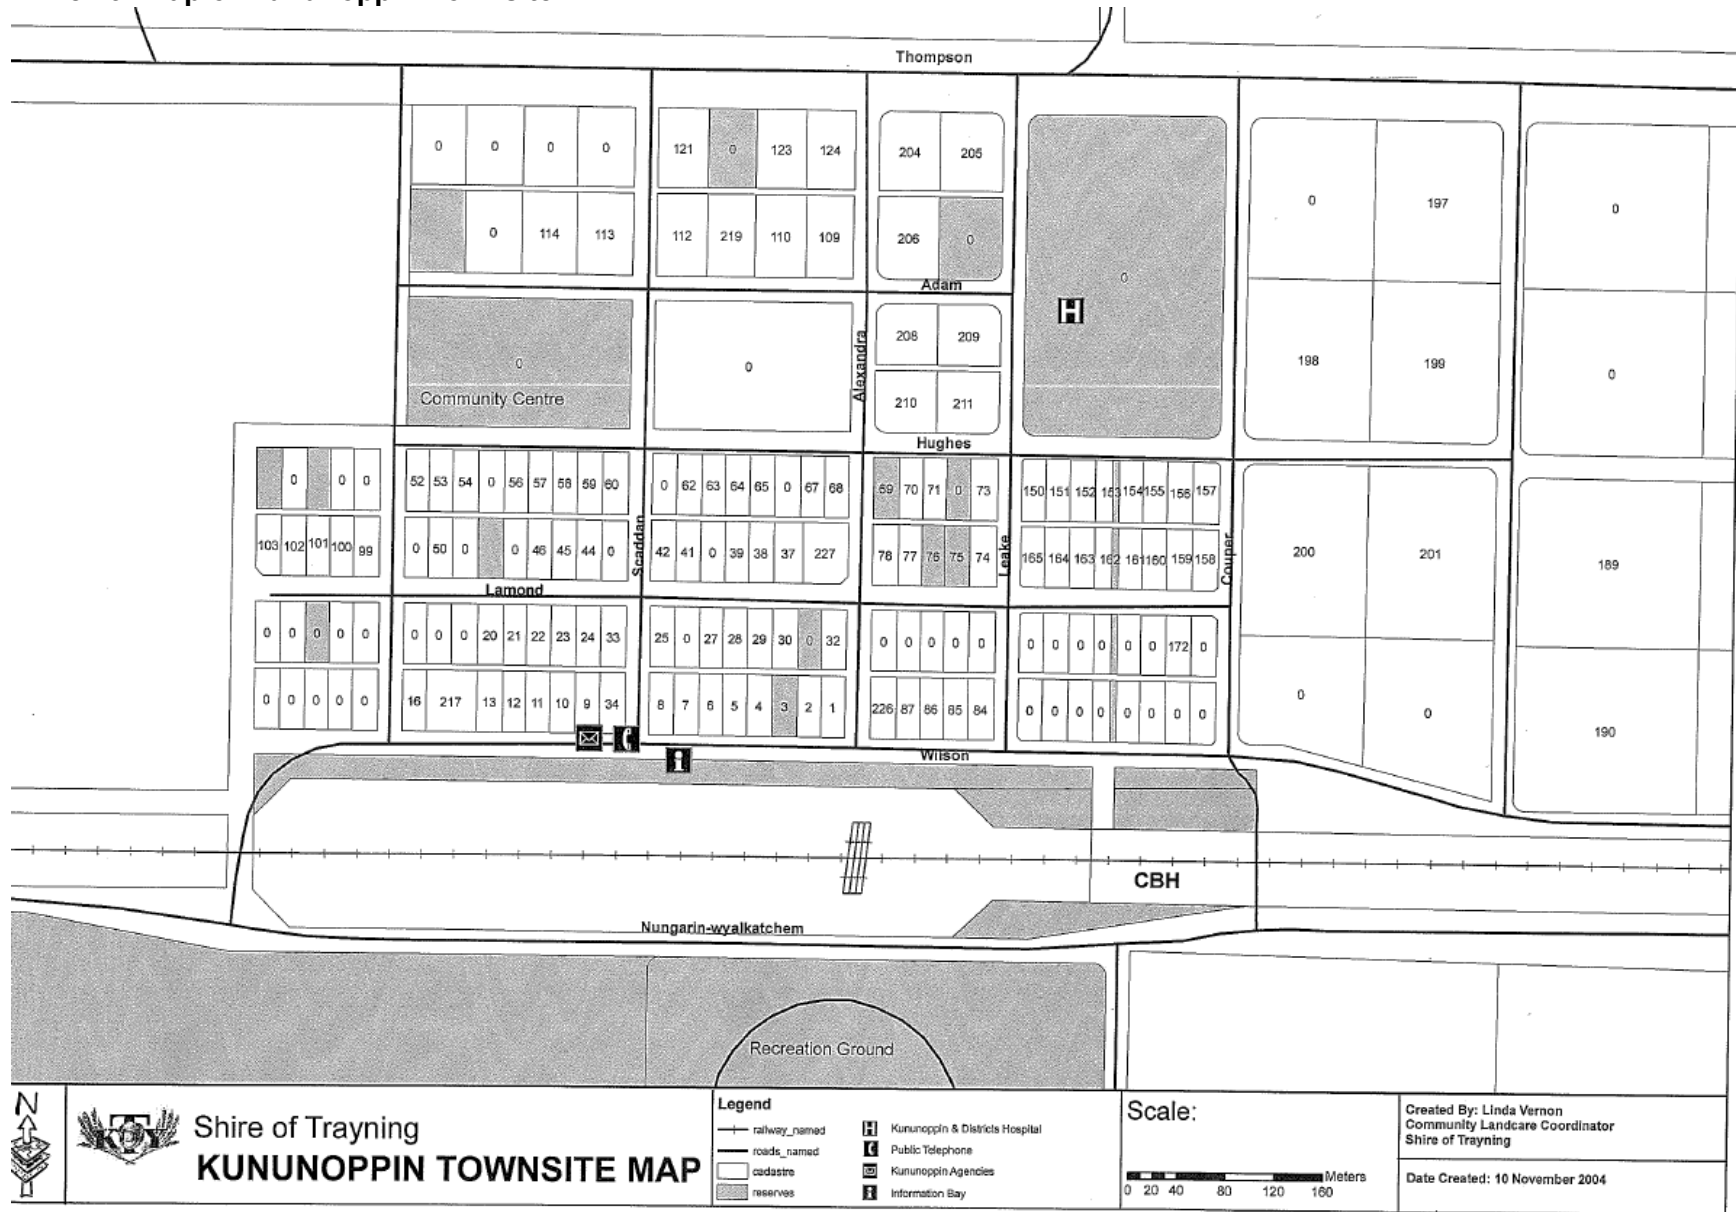 Thompson
0 0 0 0
121 0 123 124
204 205
0 197
0
0 114 113
112 219 110 109
206 0
Adam
0
H
208 209
0
Community Centre
0
Alexandra
210 211
198 199
0
Hughes
0 0 0
52 53 54 0 56 57 58 59 60
0 62 63 64 65 0 67 68
69 70 71 0 73
150 151 152 153 154 155 156 157
103 102 101 100 99
0 50 0 0 46 45 44 0
Scaddan
42 41 0 39 38 37 227
78 77 76 75 74
Leake
165 164 163 162 161 160 159 158
Couper
200 201
189
Lamond
0 0 0 0 0
0 0 0 20 21 22 23 24 33
25 0 27 28 29 30 0 32
0 0 0 0 0
0 0 0 0 0 0 172 0
0 0 0 0 0
16 217 13 12 11 10 9 34
8 7 6 5 4 3 2 1
226 87 86 85 84
0 0 0 0 0 0 0 0
0 0
190
Wilson
CBH
Nungarin-wyalkatchem
Recreation Ground
N
Shire of Trayning
KUNUNOPPIN TOWNSITE MAP
Legend
railway_named
roads_named
cadastre
reserves
H Kununoppin & Districts Hospital
Public Telephone
Kununoppin Agencies
i Information Bay
Scale:
Meters
0 20 40 80 120 160
Created By: Linda Vernon
Community Landcare Coordinator
Shire of Trayning
Date Created: 10 November 2004